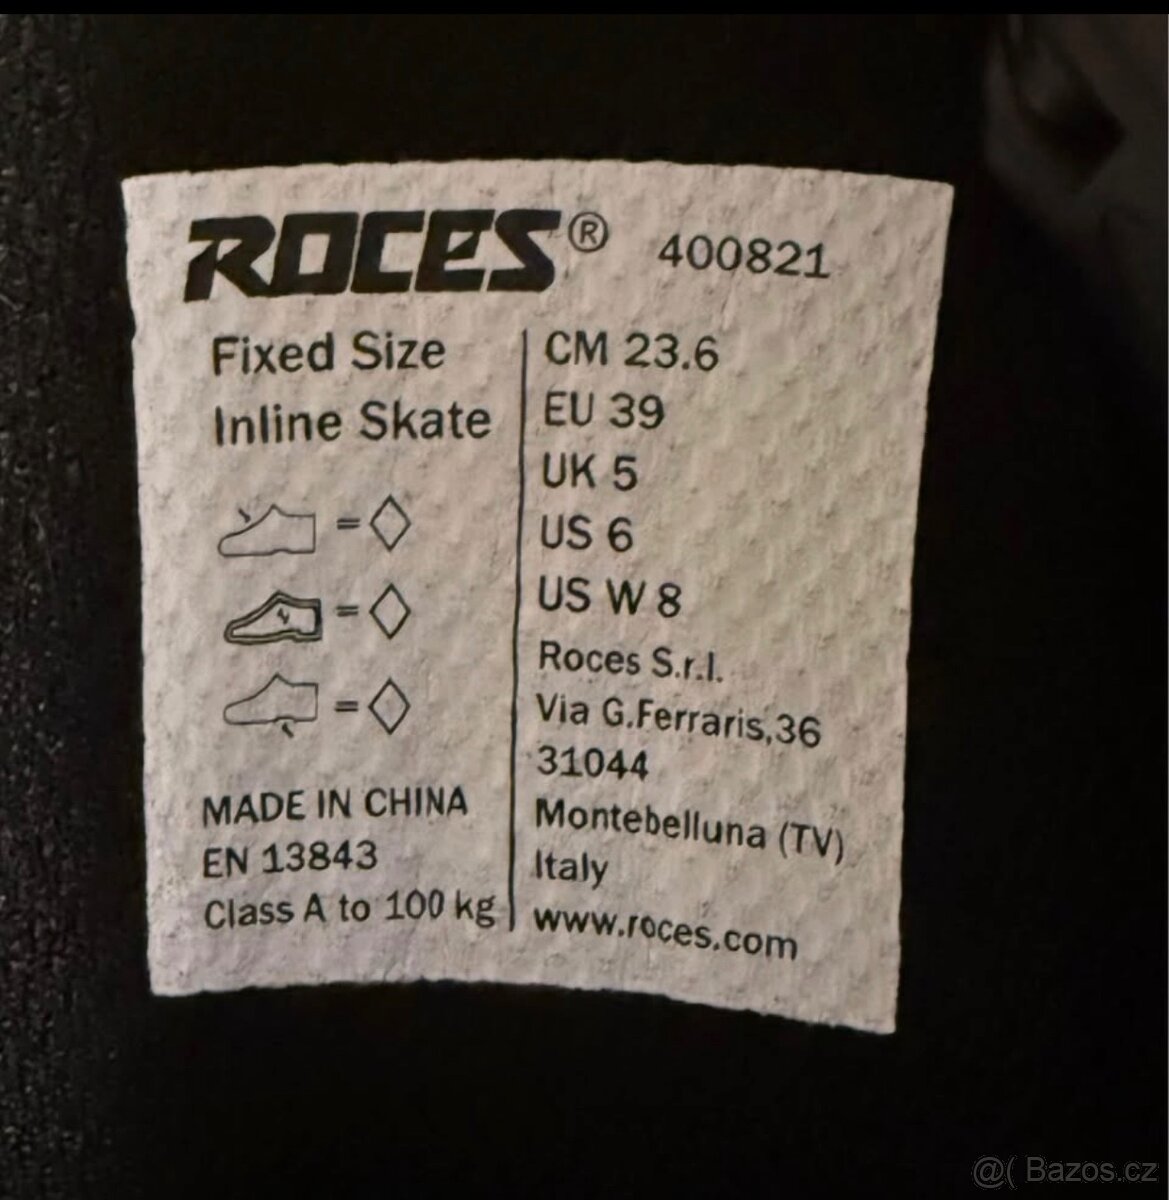 ROCES® 400821
Fixed Size
Inline Skate
MADE IN CHINA
EN 13843
Class A to 100 kg
CM 23.6
EU 39
UK 5
US 6
US W 8
Roces S.r.l.
Via G.Ferraris,36
31044
Montebelluna (TV)
Italy
www.roces.com
@( Bazos.cz